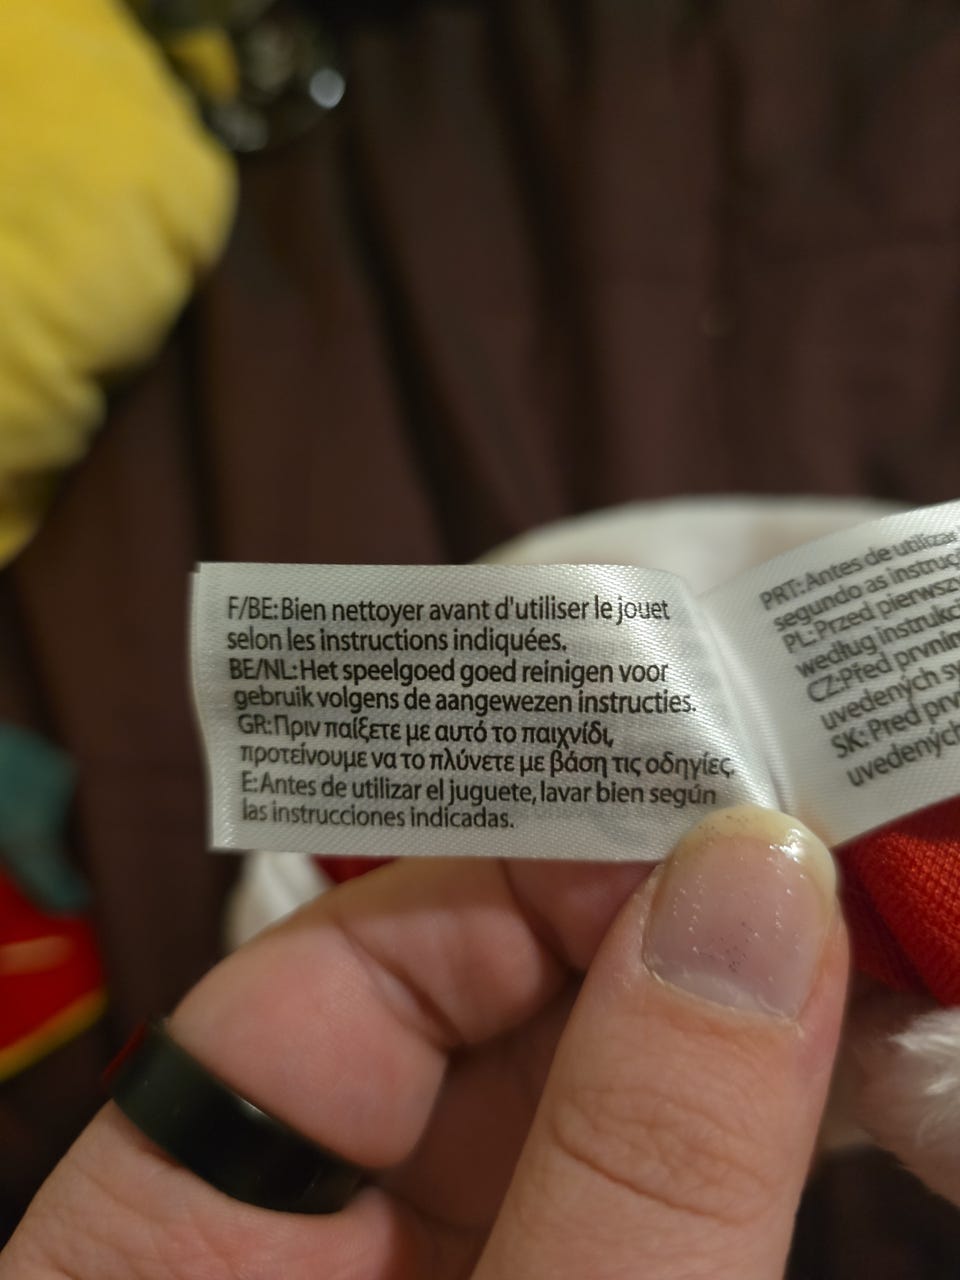 F/BE:Bien nettoyer avant d'utiliser le jouet
selon les instructions indiquées.
BE/NL:Het speelgoed goed reinigen voor
gebruik volgens de aangewezen instructies.
GR:Πριν παίξετε με αυτό το παιχνίδι,
προτείνουμε να το πλύνετε με βάση τις οδηγίες.
E:Antes de utilizar el juguete, lavar bien según
las instrucciones indicadas.
PRT:Antes de utilizar
segundo as
PL:Przed pierwszy
według
CZ:Před prvním
uvedených
SK:Pred
uvedených